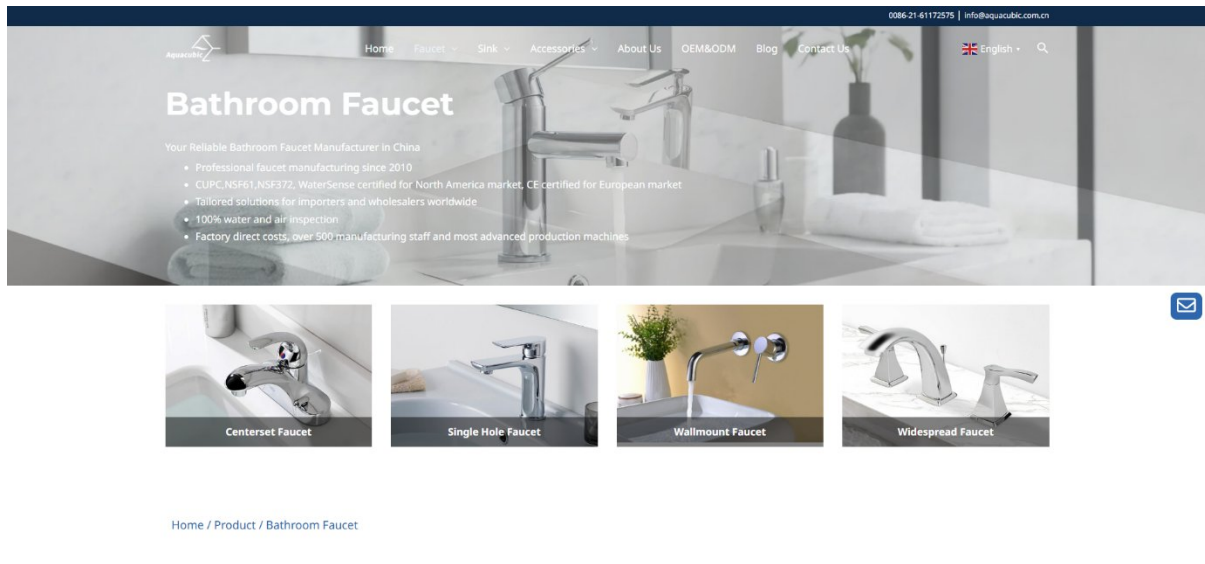 0086-21-61172575 | info@aquacubic.com.cn
Aquacubic
Home Faucet Sink Accessories About Us OEM&ODM Blog Contact Us English
Bathroom Faucet
Your Reliable Bathroom Faucet Manufacturer in China
• Professional faucet manufacturing since 2010
• CUPC,NSF61,NSF372, WaterSense certified for North America market, CE certified for European market
• Tailored solutions for importers and wholesalers worldwide
• 100% water and air inspection
• Factory direct costs, over 500 manufacturing staff and most advanced production machines
Centerset Faucet
Single Hole Faucet
Wallmount Faucet
Widespread Faucet
Home / Product / Bathroom Faucet